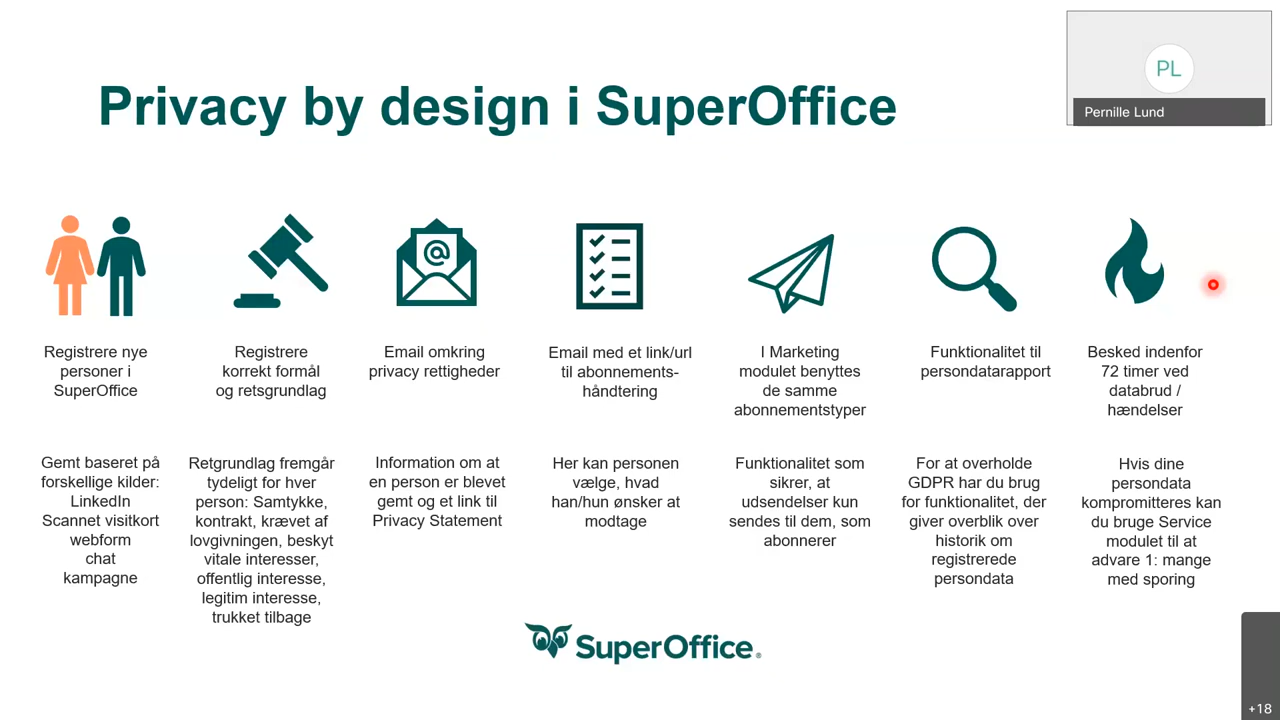 PL
Pernille Lund
Privacy by design i SuperOffice
@
Registrere nye
personer i
SuperOffice
Registrere
korrekt formål
og retsgrundlag
Email omkring
privacy rettigheder
Email med et link/url
til abonnements-
håndtering
I Marketing
modulet benyttes
de samme
abonnementstyper
Funktionalitet til
persondatarapport
Besked indenfor
72 timer ved
databrud /
hændelser
Gemt baseret på
forskellige kilder:
LinkedIn
Scannet visitkort
webform
chat
kampagne
Retgrundlag fremgår
tydeligt for hver
person: Samtykke,
kontrakt, krævet af
lovgivningen, beskyt
vitale interesser,
offentlig interesse,
legitim interesse,
trukket tilbage
Information om at
en person er blevet
gemt og et link til
Privacy Statement
Her kan personen
vælge, hvad
han/hun ønsker at
modtage
Funktionalitet som
sikrer, at
udsendelser kun
sendes til dem, som
abonnerer
For at overholde
GDPR har du brug
for funktionalitet, der
giver overblik over
historik om
registrerede
persondata
Hvis dine
persondata
kompromitteres kan
du bruge Service
modulet til at
advare 1: mange
med sporing
SuperOffice®
+18